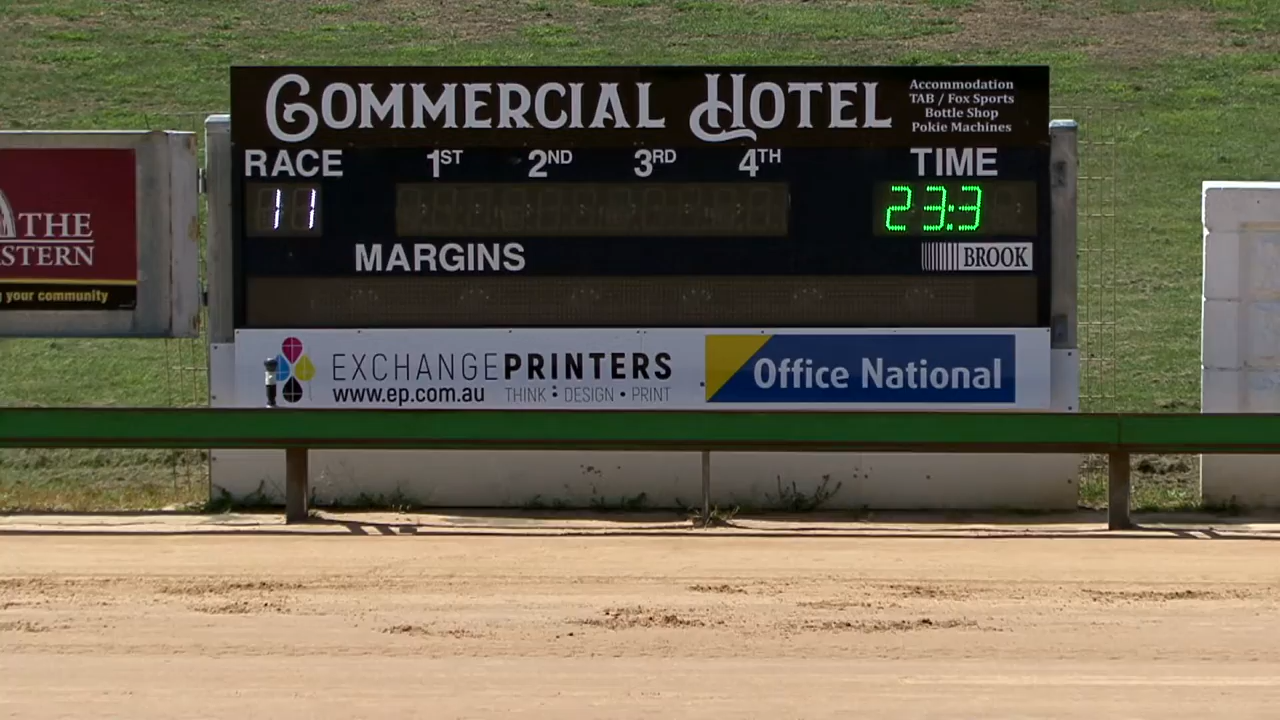 COMMERCIAL HOTEL
Accommodation
TAB / Fox Sports
Bottle Shop
Pokie Machines
RACE 1ST 2ND 3RD 4TH TIME
11 23:3
MARGINS
BROOK
THE
STERN
your community
EXCHANGEPRINTERS
www.ep.com.au THINK : DESIGN • PRINT
Office National